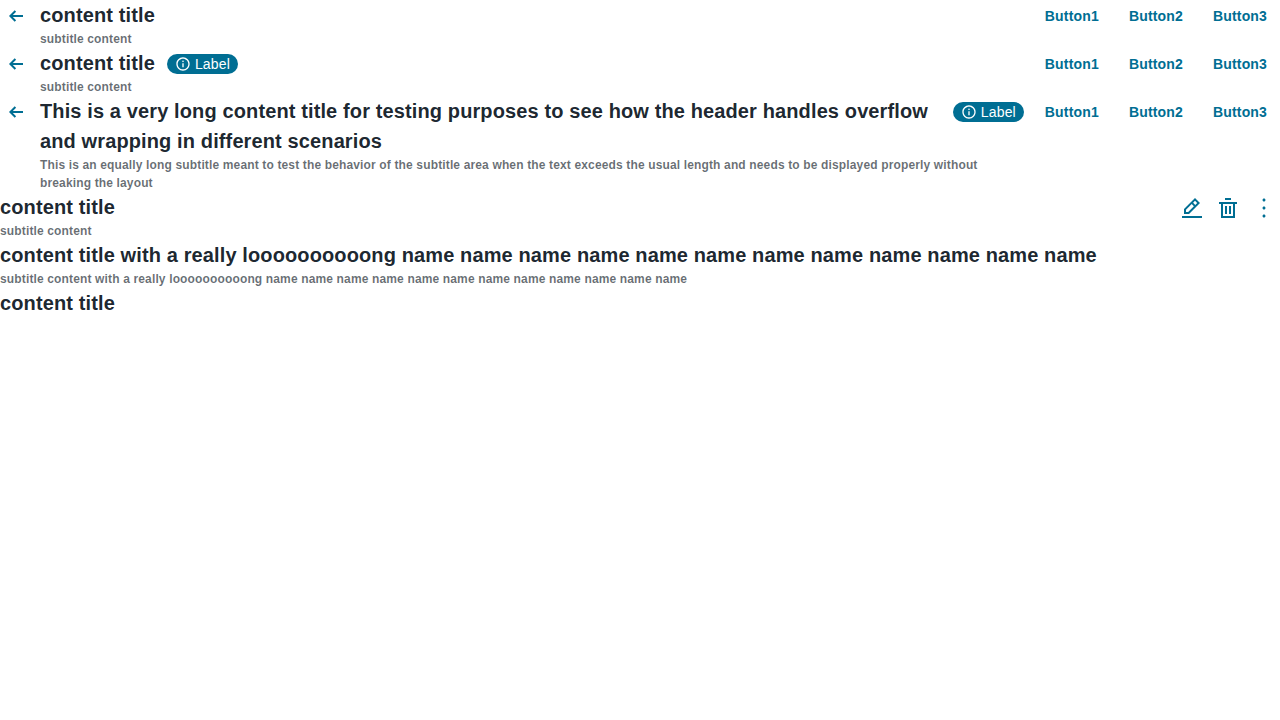 content title Button1 Button2 Button3
subtitle content
content title Label Button1 Button2 Button3
subtitle content
This is a very long content title for testing purposes to see how the header handles overflow Label Button1 Button2 Button3
and wrapping in different scenarios
This is an equally long subtitle meant to test the behavior of the subtitle area when the text exceeds the usual length and needs to be displayed properly without
breaking the layout
content title
subtitle content
content title with a really looooooooooong name name name name name name name name name name name name
subtitle content with a really looooooooooong name name name name name name name name name name name name
content title